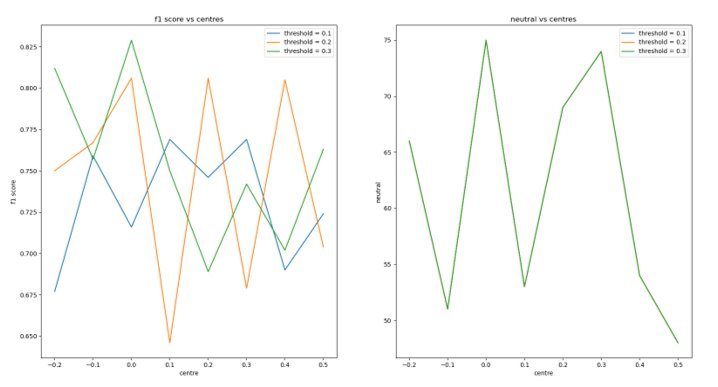 f1 score vs centres
threshold = 0.1
threshold = 0.2
threshold = 0.3
0.825
0.800
0.775
0.750
0.725
0.700
0.675
0.650
f1 score
−0.2 −0.1 0.0 0.1 0.2 0.3 0.4 0.5
centre
neutral vs centres
threshold = 0.1
threshold = 0.2
threshold = 0.3
75
70
65
60
55
50
neutral
−0.2 −0.1 0.0 0.1 0.2 0.3 0.4 0.5
centre